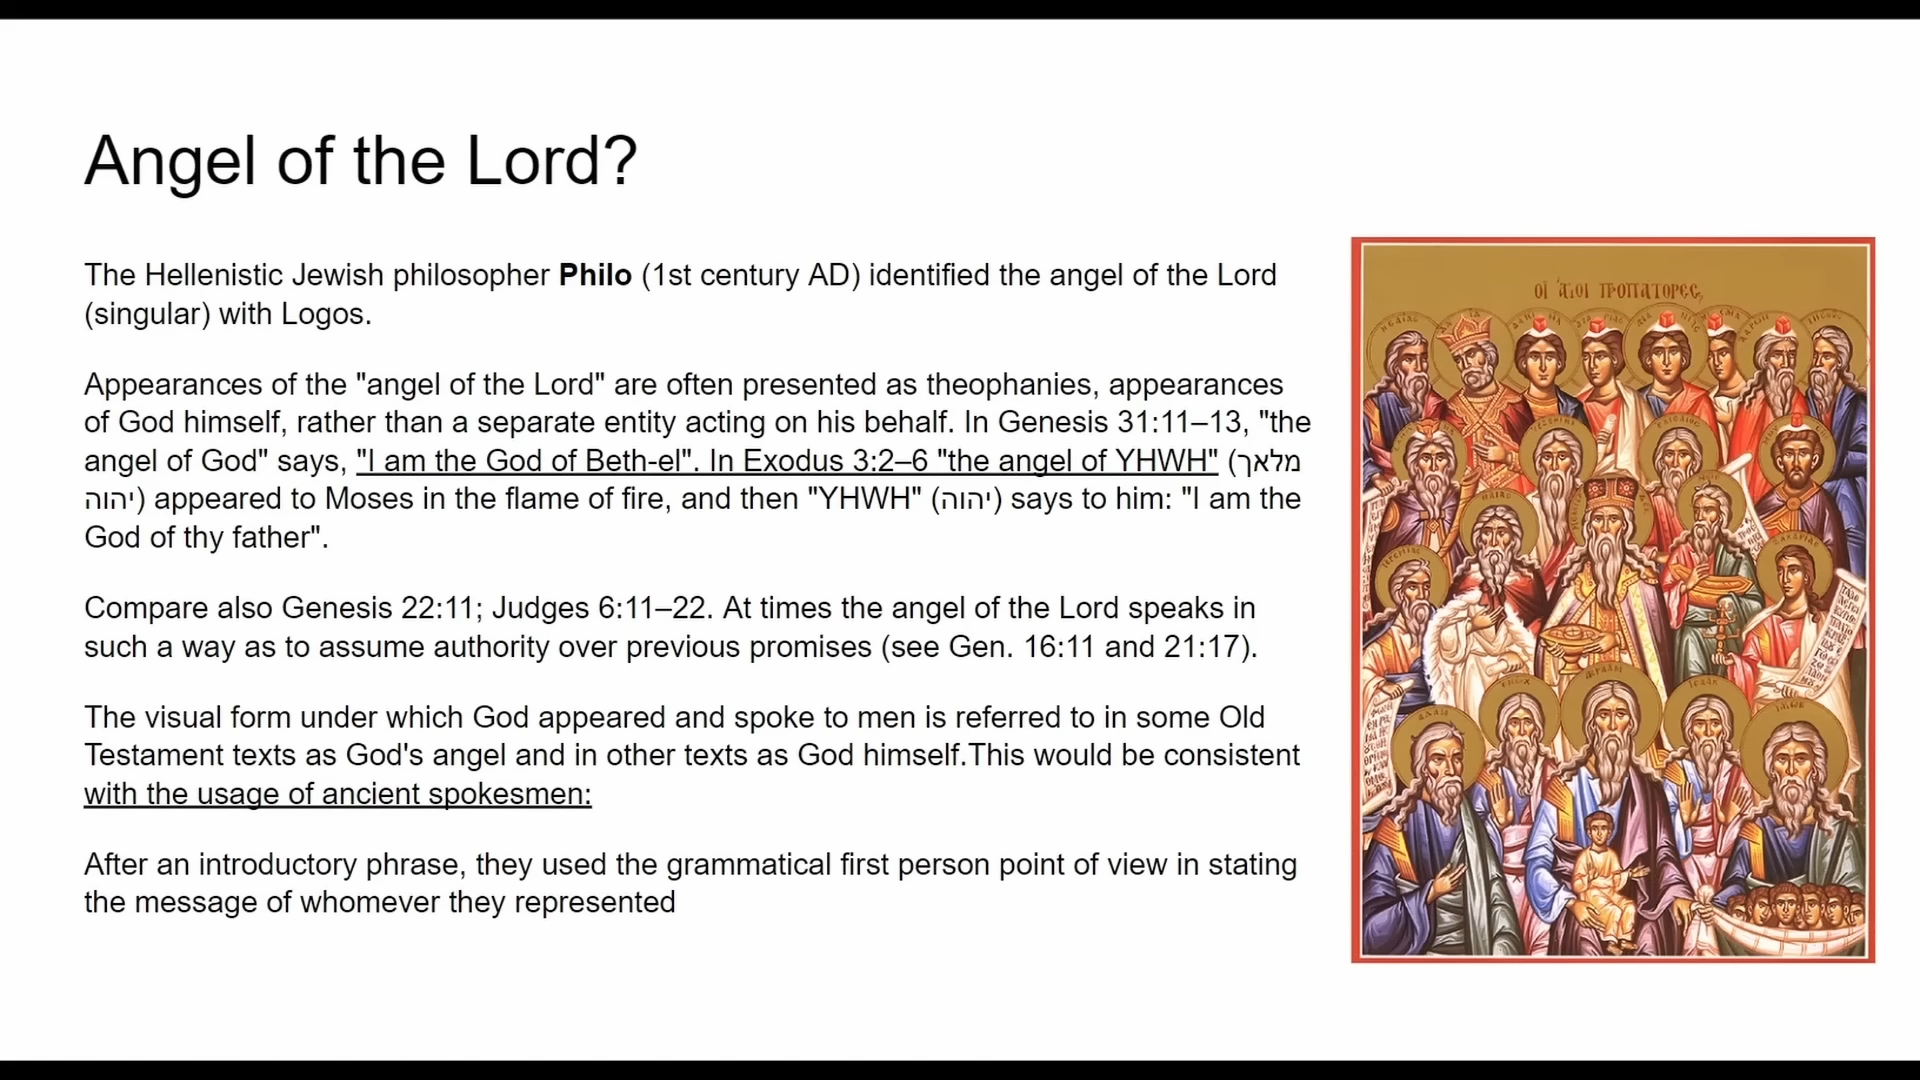 Angel of the Lord?
The Hellenistic Jewish philosopher Philo (1st century AD) identified the angel of the Lord
(singular) with Logos.
Appearances of the "angel of the Lord" are often presented as theophanies, appearances
of God himself, rather than a separate entity acting on his behalf. In Genesis 31:11–13, "the
angel of God" says, "I am the God of Beth-el". In Exodus 3:2–6 "the angel of YHWH" (מלאך
יהוה) appeared to Moses in the flame of fire, and then "YHWH" (יהוה) says to him: "I am the
God of thy father".
Compare also Genesis 22:11; Judges 6:11–22. At times the angel of the Lord speaks in
such a way as to assume authority over previous promises (see Gen. 16:11 and 21:17).
The visual form under which God appeared and spoke to men is referred to in some Old
Testament texts as God's angel and in other texts as God himself.This would be consistent
with the usage of ancient spokesmen:
After an introductory phrase, they used the grammatical first person point of view in stating
the message of whomever they represented
ΠΡΟΠΑΤΟΡΕΣ